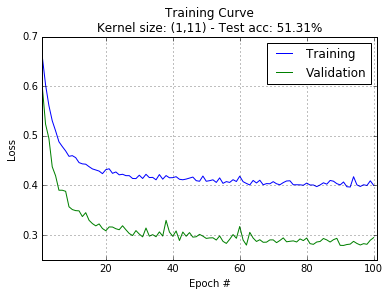 Training Curve
Kernel size: (1,11) - Test acc: 51.31%
0.7
0.6
0.5
0.4
0.3
Loss
Training
Validation
20
40
60
80
100
Epoch #